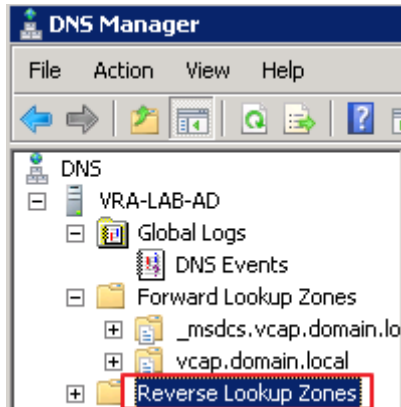 DNS Manager
File Action View Help
DNS
VRA-LAB-AD
Global Logs
DNS Events
Forward Lookup Zones
_msdcs.vcap.domain.lo
vcap.domain.local
Reverse Lookup Zones